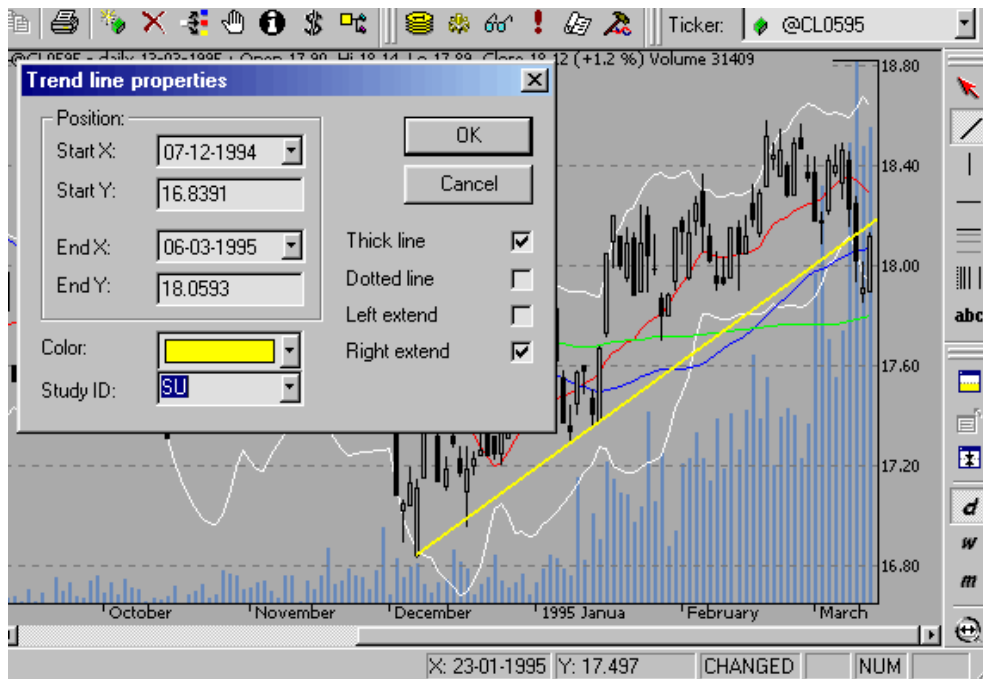 Ticker: @CL0595
@CL0595 - daily 13-03-1995 : Open 17.90, Hi 18.14, Lo 17.89, Close 18.12 (+1.2 %) Volume 31409
Trend line properties
Position:
Start X: 07-12-1994
Start Y: 16.8391
End X: 06-03-1995
End Y: 18.0593
Color:
Study ID: SU
OK
Cancel
Thick line
Dotted line
Left extend
Right extend
18.80
18.40
18.00
17.60
17.20
16.80
October November December 1995 Janua February March
abc
d
w
m
X: 23-01-1995 Y: 17.497 CHANGED NUM